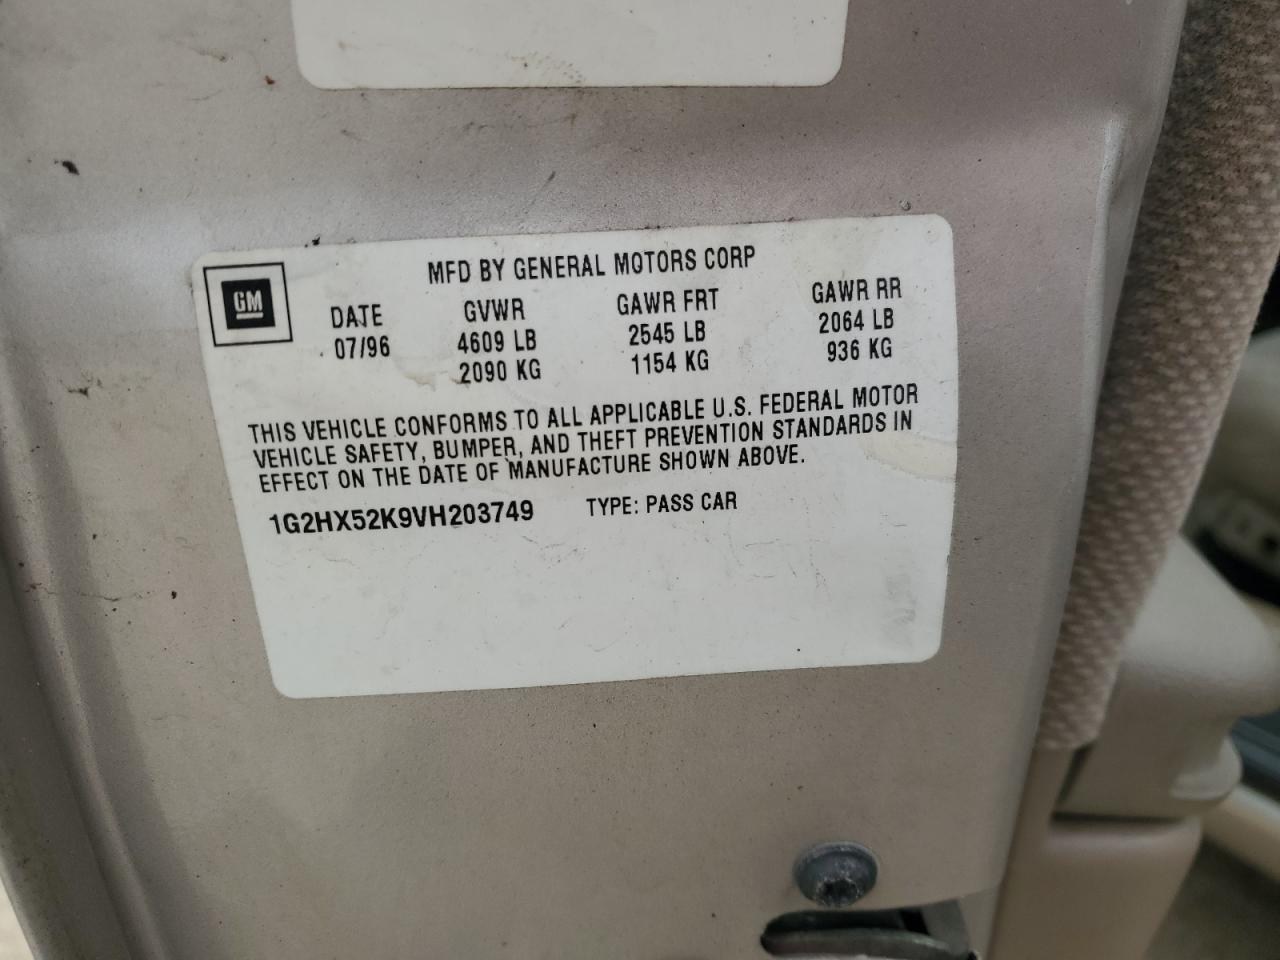 MFD BY GENERAL MOTORS CORP
GM
DATE GVWR GAWR FRT GAWR RR
07/96 4609 LB 2545 LB 2064 LB
2090 KG 1154 KG 936 KG
THIS VEHICLE CONFORMS TO ALL APPLICABLE U.S. FEDERAL MOTOR
VEHICLE SAFETY, BUMPER, AND THEFT PREVENTION STANDARDS IN
EFFECT ON THE DATE OF MANUFACTURE SHOWN ABOVE.
1G2HX52K9VH203749 TYPE: PASS CAR